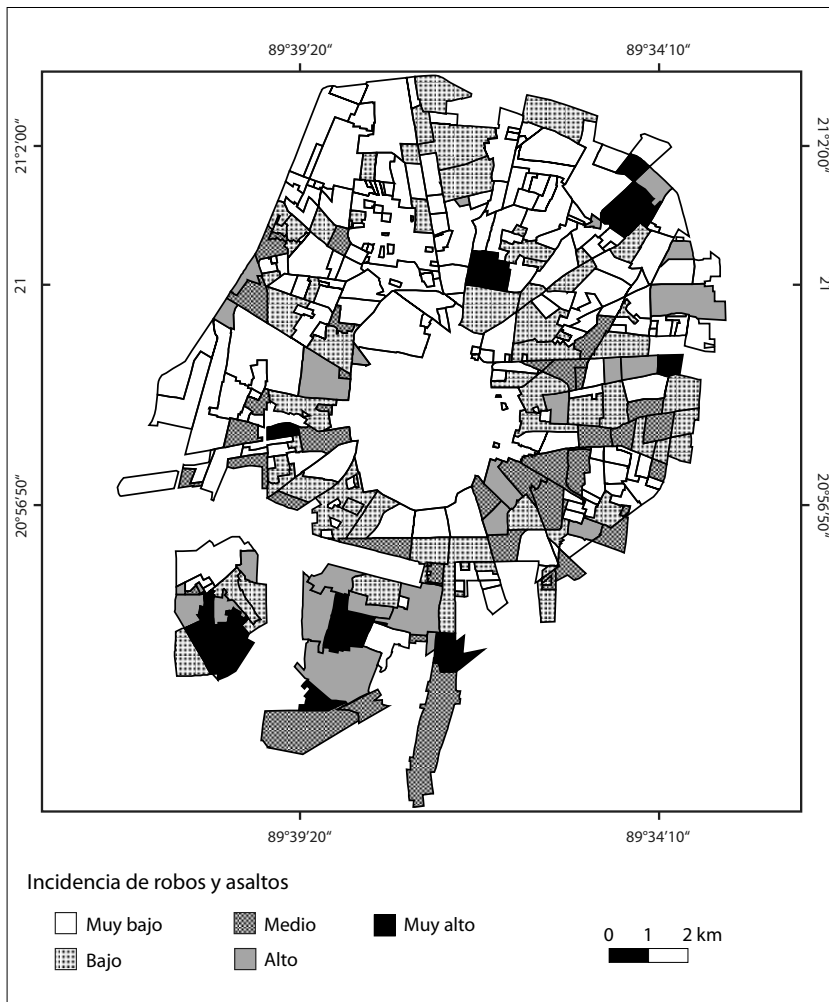 89°39’20“ 89°34’10“
21°2’00“ 21°2’00“
21 21
20°56’50“ 20°56’50“
89°39’20“ 89°34’10“
Incidencia de robos y asaltos
Muy bajo Medio Muy alto
Bajo Alto
0 1 2 km